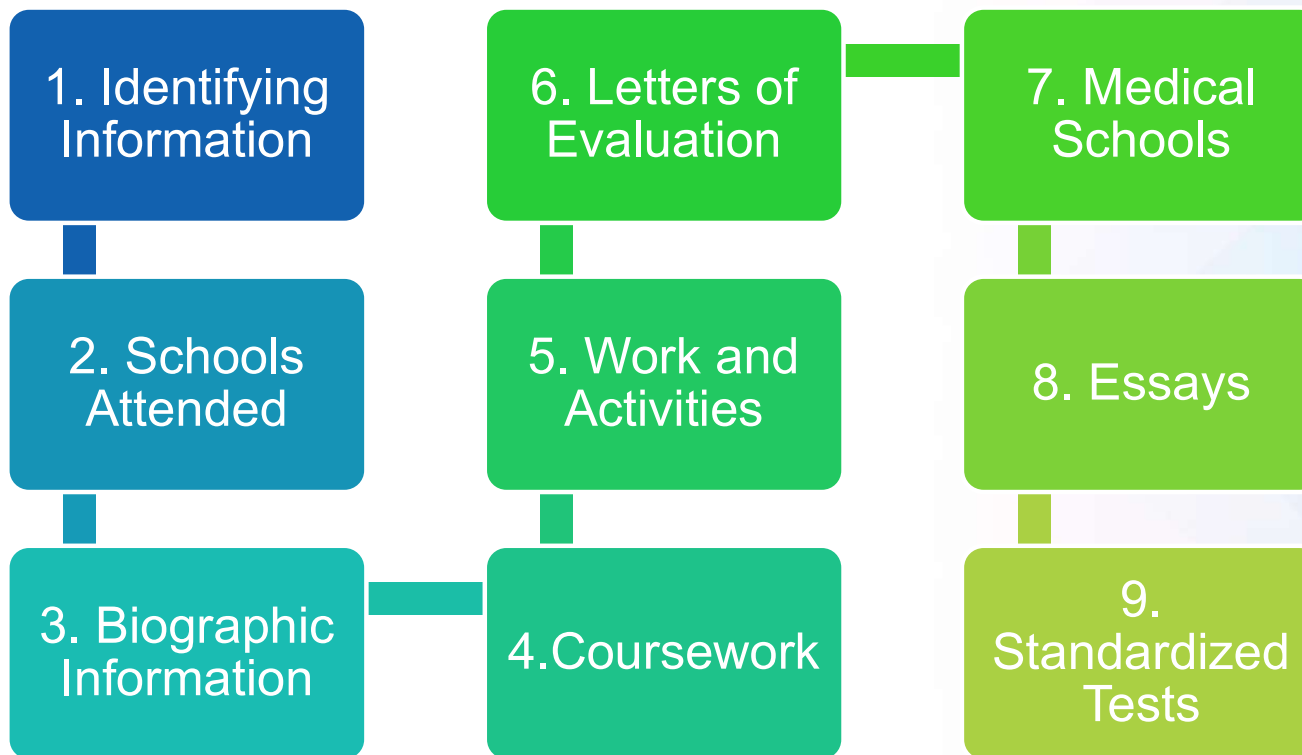 1. Identifying
Information
2. Schools
Attended
3. Biographic
Information
4.Coursework
5. Work and
Activities
6. Letters of
Evaluation
7. Medical
Schools
8. Essays
9.
Standardized
Tests